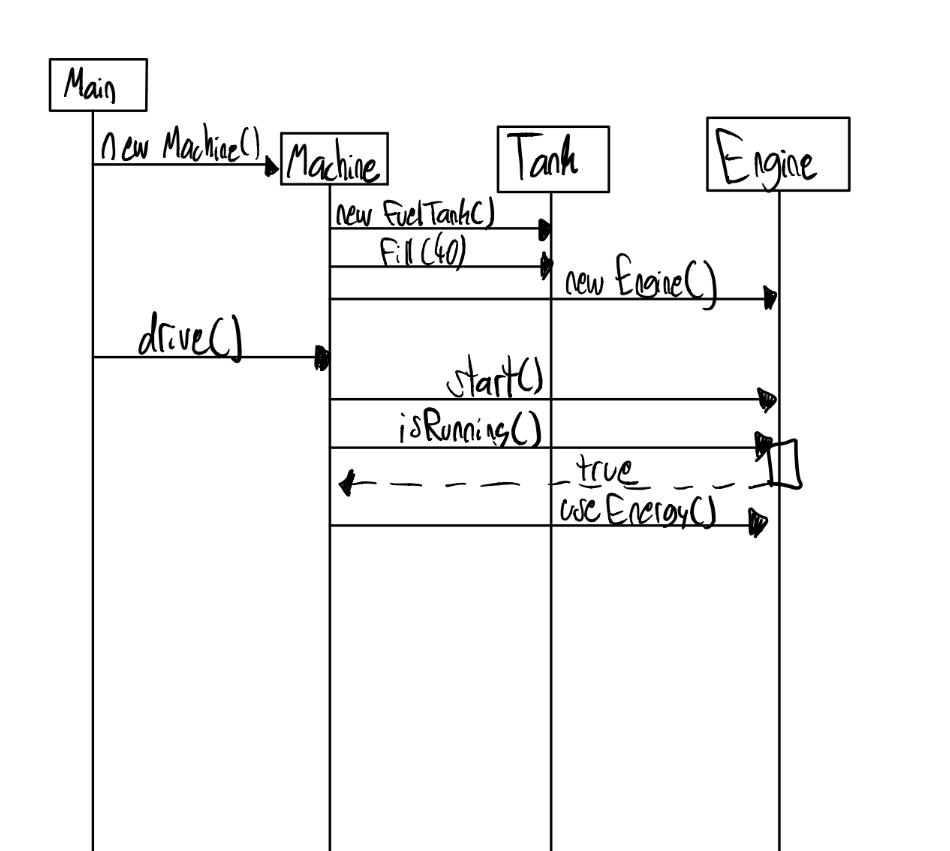 Main
new Machine()
Machine
Tank
Engine
new FuelTank()
Fill(40)
new Engine()
drive()
start()
isRunning()
true
useEnergy()